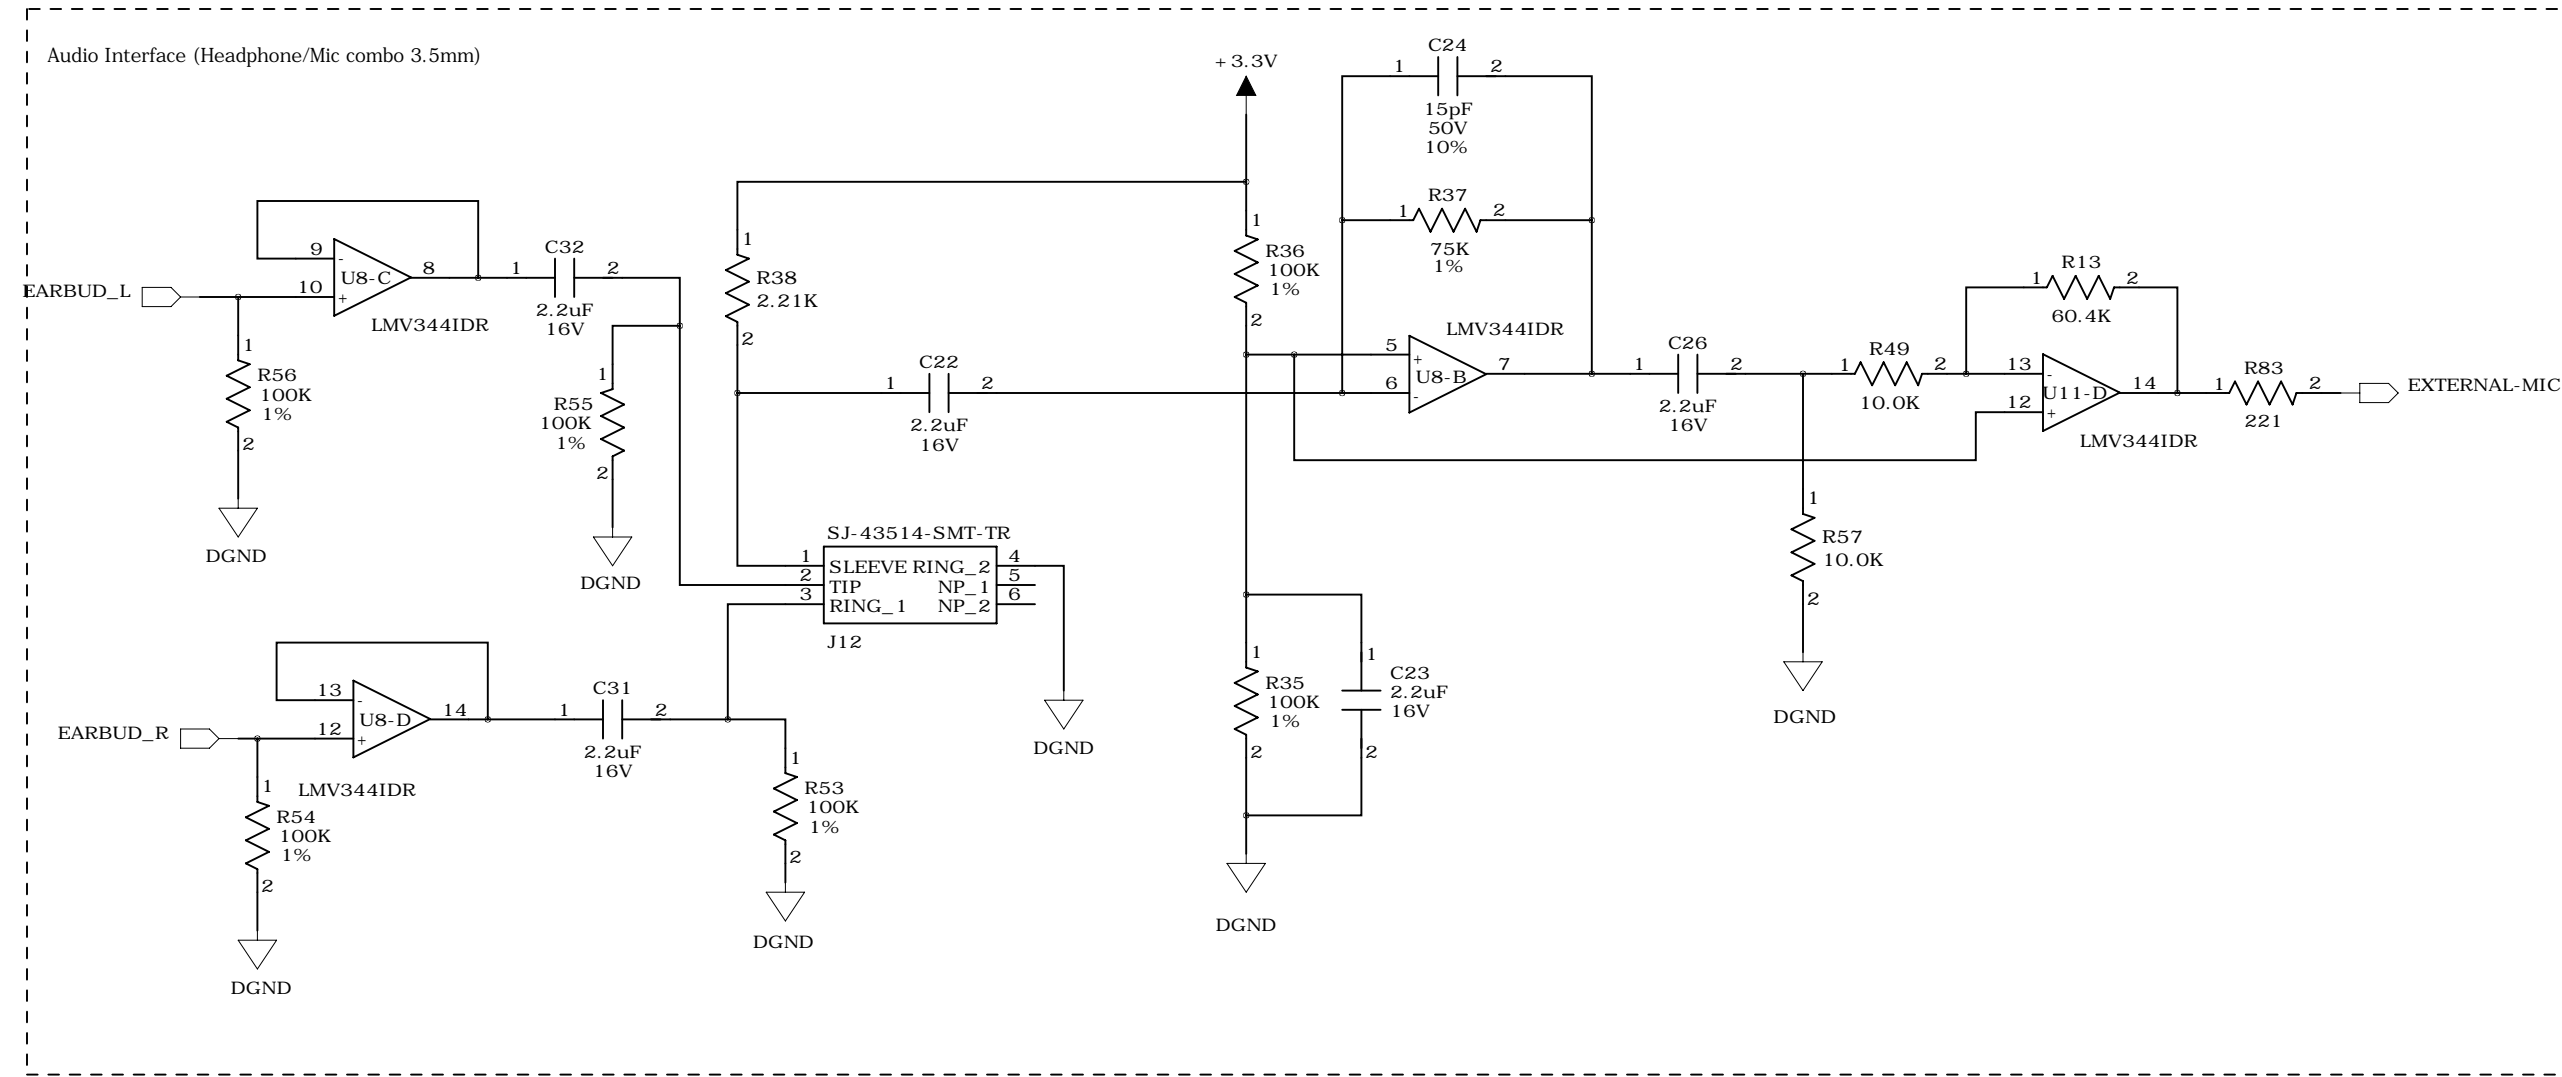 Audio Interface (Headphone/Mic combo 3.5mm)
+3.3V
C24
1
2
15pF
50V
10%
R37
1
2
75K
1%
9
-
U8-C
8
10
+
LMV344IDR
EARBUD_L
C32
1
2
2.2uF
16V
1
R56
100K
1%
2
DGND
1
R55
100K
1%
2
DGND
1
R38
2.21K
2
C22
1
2
2.2uF
16V
1
R36
100K
1%
2
LMV344IDR
5
+
U8-B
7
6
-
C26
1
2
2.2uF
16V
R49
1
2
10.0K
R13
1
2
60.4K
13
-
U11-D
14
12
+
LMV344IDR
R83
1
2
221
EXTERNAL-MIC
1
R57
10.0K
2
DGND
SJ-43514-SMT-TR
1
SLEEVE
RING_2
4
2
TIP
NP_1
5
3
RING_1
NP_2
6
J12
DGND
13
-
U8-D
14
12
+
LMV344IDR
EARBUD_R
C31
1
2
2.2uF
16V
1
R54
100K
1%
2
DGND
1
R53
100K
1%
2
DGND
1
R35
100K
1%
2
1
C23
2.2uF
16V
2
DGND